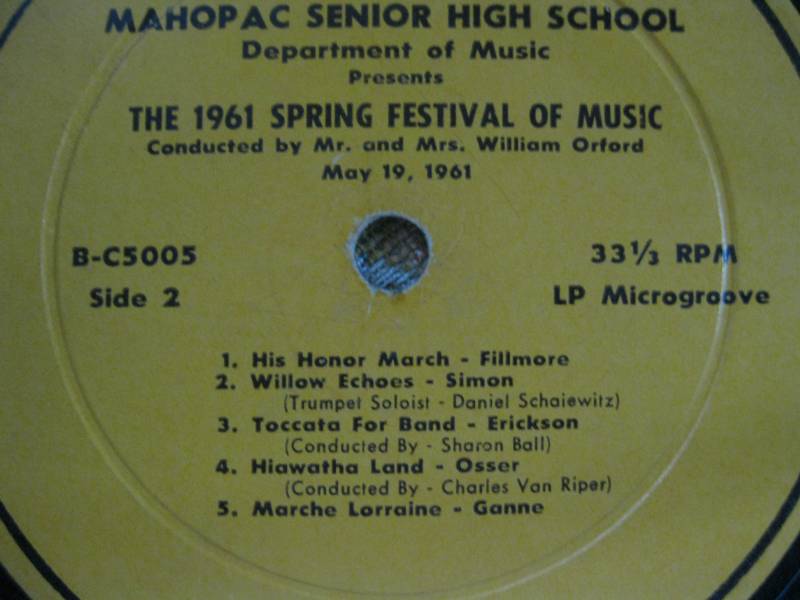 MAHOPAC SENIOR HIGH SCHOOL
Department of Music
Presents
THE 1961 SPRING FESTIVAL OF MUSIC
Conducted by Mr. and Mrs. William Orford
May 19, 1961
B-C5005
33⅓ RPM
Side 2
LP Microgroove
1. His Honor March - Fillmore
2. Willow Echoes - Simon
(Trumpet Soloist - Daniel Schaiewitz)
3. Toccata For Band - Erickson
(Conducted By - Sharon Ball)
4. Hiawatha Land - Osser
(Conducted By - Charles Van Riper)
5. Marche Lorraine - Ganne